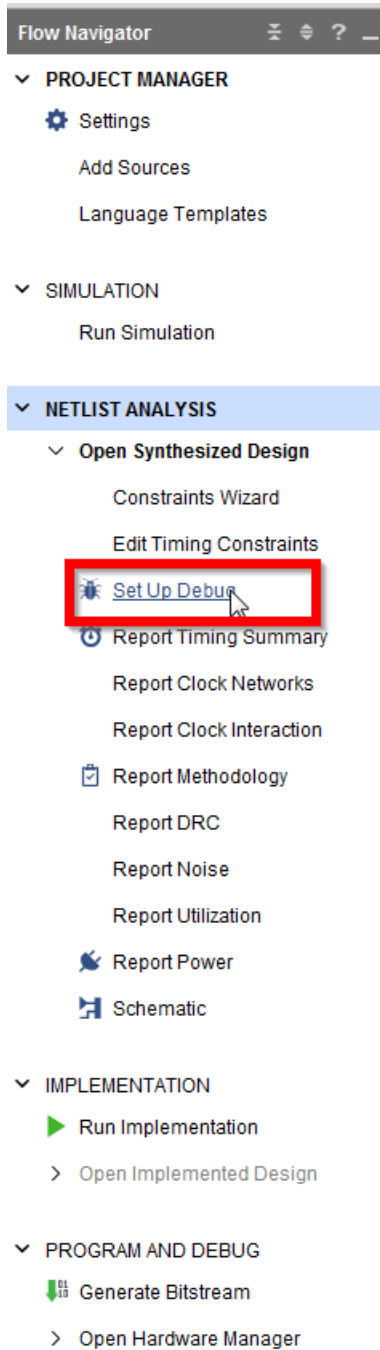 Flow Navigator ?
PROJECT MANAGER
Settings
Add Sources
Language Templates
SIMULATION
Run Simulation
NETLIST ANALYSIS
Open Synthesized Design
Constraints Wizard
Edit Timing Constraints
Set Up Debug
Report Timing Summary
Report Clock Networks
Report Clock Interaction
Report Methodology
Report DRC
Report Noise
Report Utilization
Report Power
Schematic
IMPLEMENTATION
Run Implementation
Open Implemented Design
PROGRAM AND DEBUG
Generate Bitstream
Open Hardware Manager